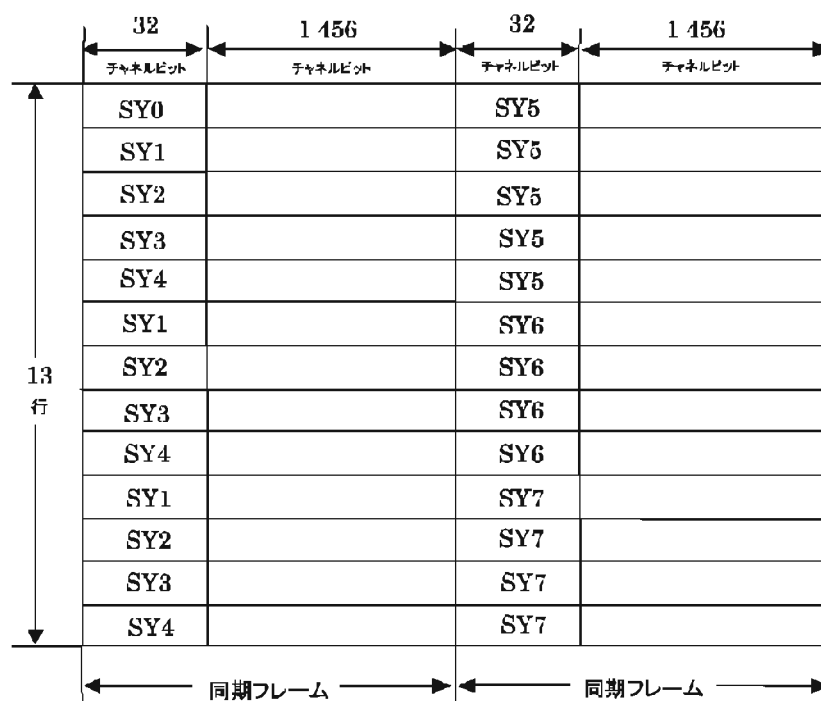 32 1 456 32 1 456
チャネルビット チャネルビット チャネルビット チャネルビット
SY0 SY5
SY1 SY5
SY2 SY5
SY3 SY5
SY4 SY5
SY1 SY6
SY2 SY6
13
行
SY3 SY6
SY4 SY6
SY1 SY7
SY2 SY7
SY3 SY7
SY4 SY7
同期フレーム 同期フレーム